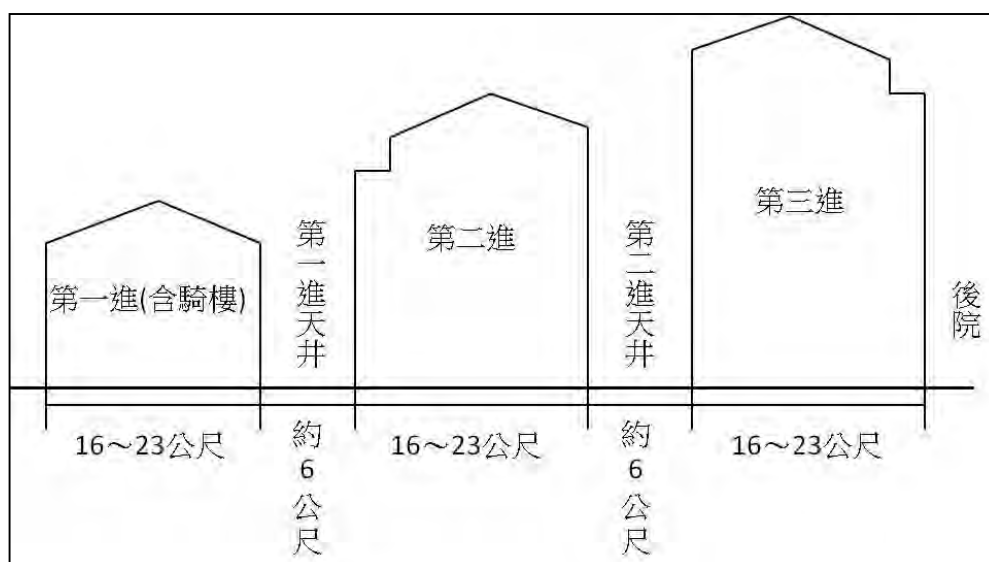 第一進(含騎樓)
第一進天井
第二進
第二進天井
第三進
後院
16～23公尺
約6公尺
16～23公尺
約6公尺
16～23公尺